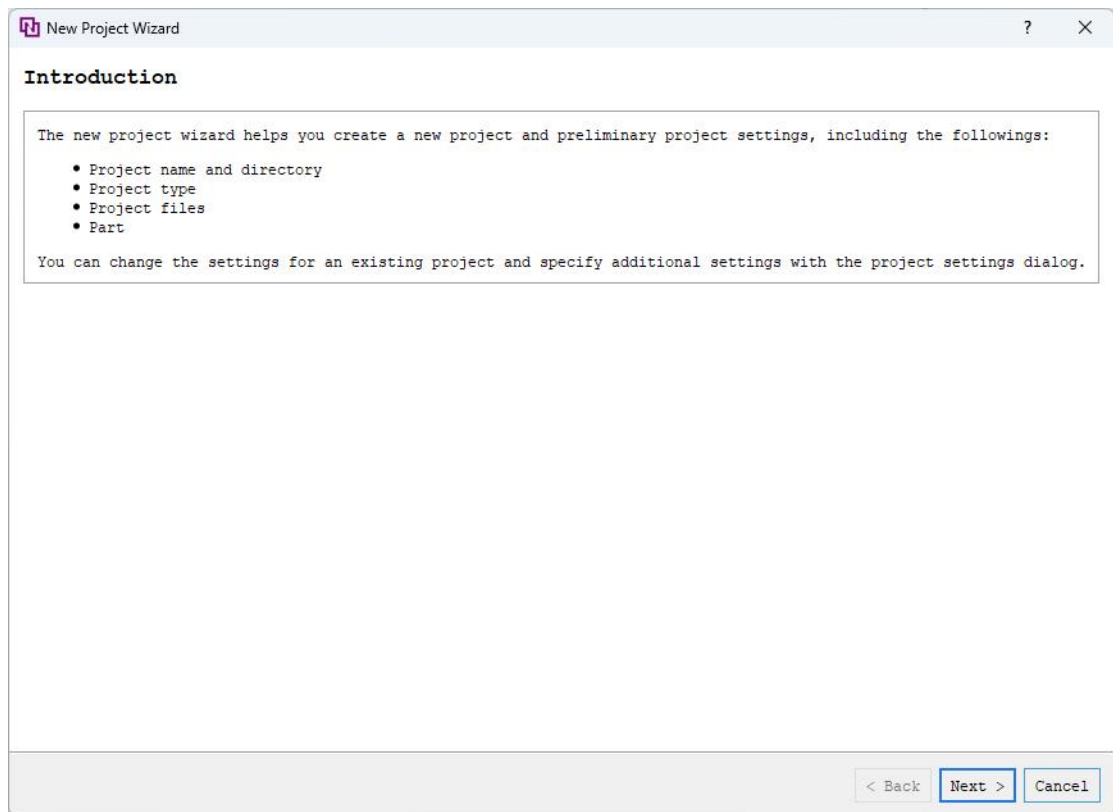 New Project Wizard
?
Introduction
The new project wizard helps you create a new project and preliminary project settings, including the followings:
• Project name and directory
• Project type
• Project files
• Part
You can change the settings for an existing project and specify additional settings with the project settings dialog.
< Back
Next >
Cancel